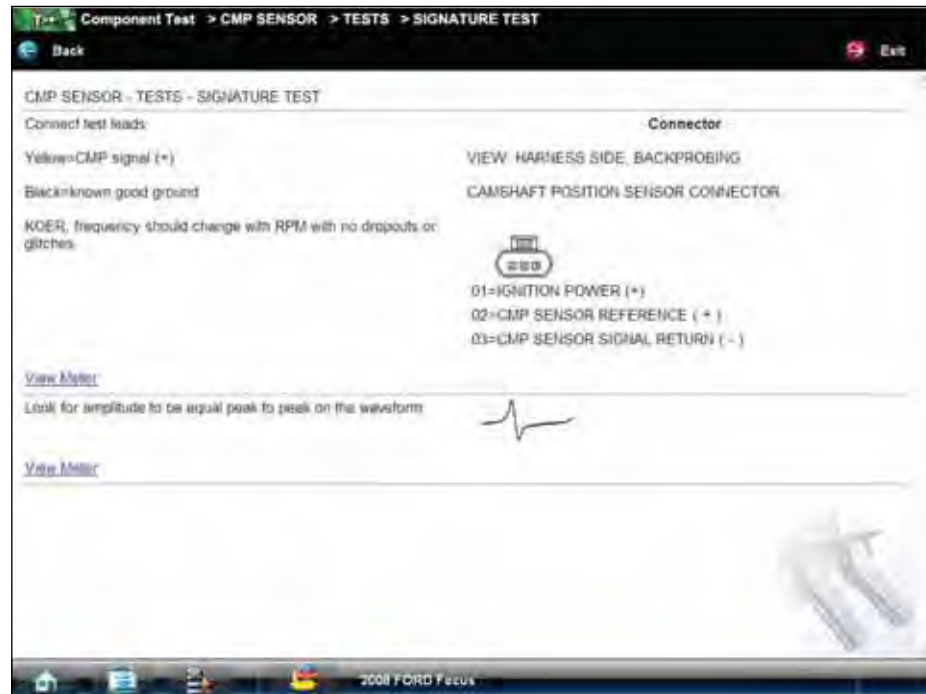 Component Test > CMP SENSOR > TESTS > SIGNATURE TEST
Back
Exit
CMP SENSOR - TESTS - SIGNATURE TEST
Connect test leads
Yellow=CMP signal (+)
Black=known good ground
KOER, frequency should change with RPM with no dropouts or
glitches
Connector
VIEW: HARNESS SIDE, BACKPROBING
CAMSHAFT POSITION SENSOR CONNECTOR
01=IGNITION POWER (+)
02=CMP SENSOR REFERENCE ( + )
03=CMP SENSOR SIGNAL RETURN ( - )
View Meter
Look for amplitude to be equal peak to peak on the waveform
View Meter
2008 FORD Focus